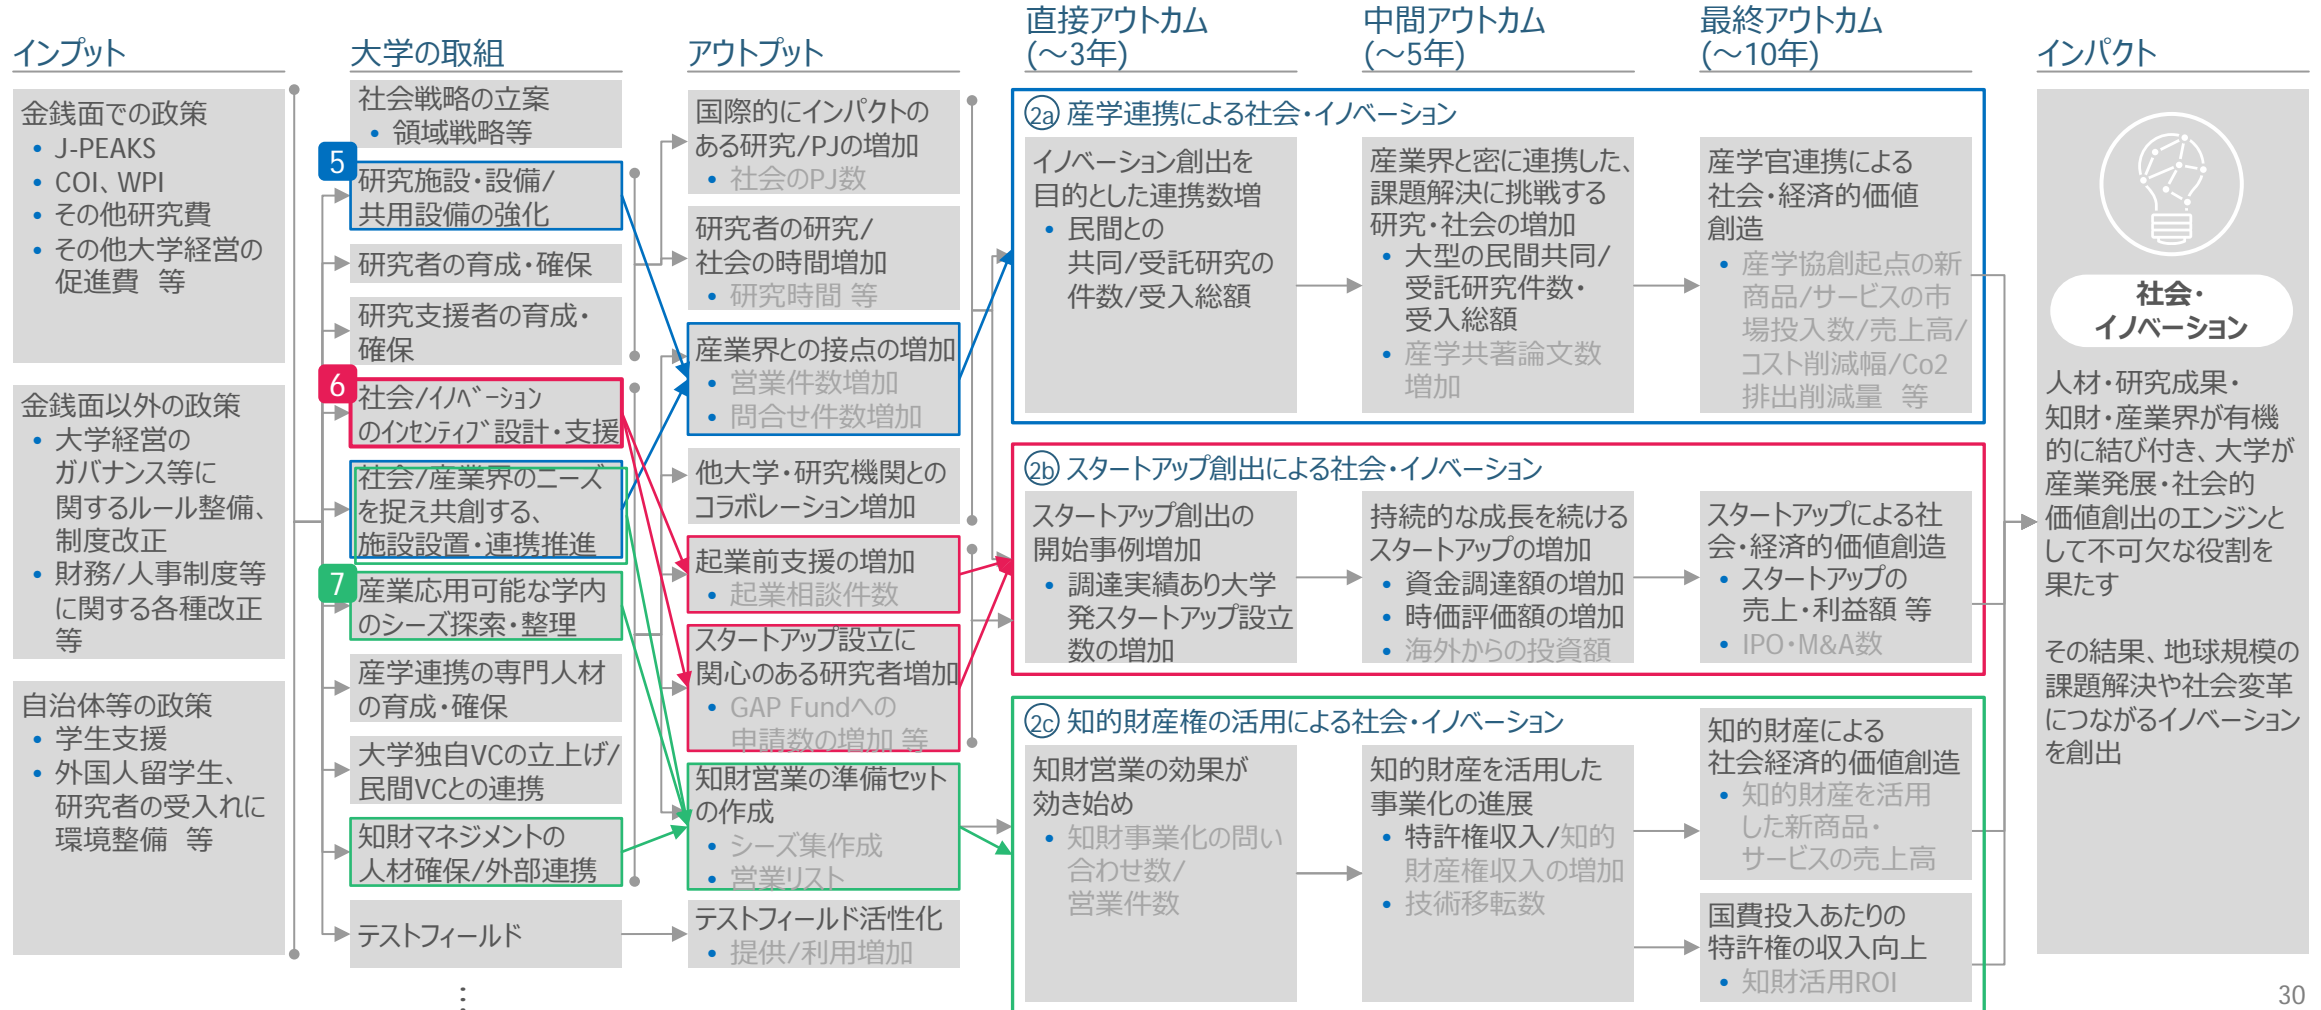 インプット
金銭面での政策
• J-PEAKS
• COI、WPI
• その他研究費
• その他大学経営の
促進費 等
金銭面以外の政策
• 大学経営の
ガバナンス等に
関するルール整備、
制度改正
• 財務/人事制度等
に関する各種改正
等
自治体等の政策
• 学生支援
• 外国人留学生、
研究者の受入れに
環境整備 等
大学の取組
社会戦略の立案
• 領域戦略等
5
研究施設・設備/
共用設備の強化
研究者の育成・確保
研究支援者の育成・
確保
6
社会/イノベーション
のインセンティブ設計・支援
社会/産業界のニーズ
を捉え共創する、
施設設置・連携推進
7
産業応用可能な学内
のシーズ探索・整理
産学連携の専門人材
の育成・確保
大学独自VCの立上げ/
民間VCとの連携
知財マネジメントの
人材確保/外部連携
テストフィールド
⋮
アウトプット
国際的にインパクトの
ある研究/PJの増加
• 社会のPJ数
研究者の研究/
社会の時間増加
• 研究時間 等
産業界との接点の増加
• 営業件数増加
• 問合せ件数増加
他大学・研究機関との
コラボレーション増加
起業前支援の増加
• 起業相談件数
スタートアップ設立に
関心のある研究者増加
• GAP Fundへの
申請数の増加 等
知財営業の準備セット
の作成
• シーズ集作成
• 営業リスト
テストフィールド活性化
• 提供/利用増加
直接アウトカム
(～3年)
中間アウトカム
(～5年)
最終アウトカム
(～10年)
2a 産学連携による社会・イノベーション
イノベーション創出を
目的とした連携数増
• 民間との
共同/受託研究の
件数/受入総額
産業界と密に連携した、
課題解決に挑戦する
研究・社会の増加
• 大型の民間共同/
受託研究件数・
受入総額
• 産学共著論文数
増加
産学官連携による
社会・経済的価値
創造
• 産学協創起点の新
商品/サービスの市
場投入数/売上高/
コスト削減幅/Co2
排出削減量 等
2b スタートアップ創出による社会・イノベーション
スタートアップ創出の
開始事例増加
• 調達実績あり大学
発スタートアップ設立
数の増加
持続的な成長を続ける
スタートアップの増加
• 資金調達額の増加
• 時価評価額の増加
• 海外からの投資額
スタートアップによる社
会・経済的価値創造
• スタートアップの
売上・利益額 等
• IPO・M&A数
2c 知的財産権の活用による社会・イノベーション
知財営業の効果が
効き始め
• 知財事業化の問い
合わせ数/
営業件数
知的財産を活用した
事業化の進展
• 特許権収入/知的
財産権収入の増加
• 技術移転数
知的財産による
社会経済的価値創造
• 知的財産を活用
した新商品・
サービスの売上高
国費投入あたりの
特許権の収入向上
• 知財活用ROI
インパクト
社会・
イノベーション
人材・研究成果・
知財・産業界が有機
的に結び付き、大学が
産業発展・社会的
価値創出のエンジンと
して不可欠な役割を
果たす
その結果、地球規模の
課題解決や社会変革
につながるイノベーション
を創出
30